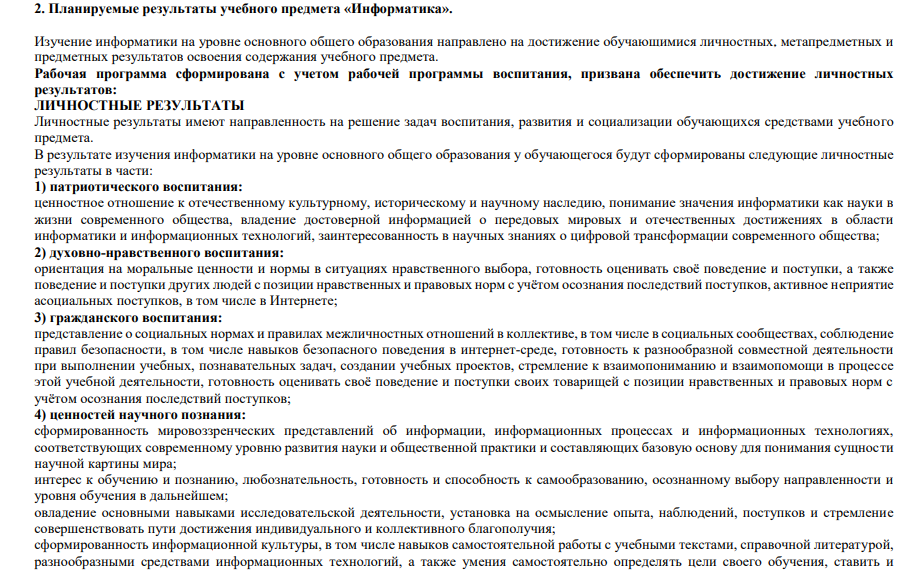 2. Планируемые результаты учебного предмета «Информатика».
Изучение информатики на уровне основного общего образования направлено на достижение обучающимися личностных, метапредметных и
предметных результатов освоения содержания учебного предмета.
Рабочая программа сформирована с учетом рабочей программы воспитания, призвана обеспечить достижение личностных
результатов:
ЛИЧНОСТНЫЕ РЕЗУЛЬТАТЫ
Личностные результаты имеют направленность на решение задач воспитания, развития и социализации обучающихся средствами учебного
предмета.
В результате изучения информатики на уровне основного общего образования у обучающегося будут сформированы следующие личностные
результаты в части:
1) патриотического воспитания:
ценностное отношение к отечественному культурному, историческому и научному наследию, понимание значения информатики как науки в
жизни современного общества, владение достоверной информацией о передовых мировых и отечественных достижениях в области
информатики и информационных технологий, заинтересованность в научных знаниях о цифровой трансформации современного общества;
2) духовно-нравственного воспитания:
ориентация на моральные ценности и нормы в ситуациях нравственного выбора, готовность оценивать своё поведение и поступки, а также
поведение и поступки других людей с позиции нравственных и правовых норм с учётом осознания последствий поступков, активное неприятие
асоциальных поступков, в том числе в Интернете;
3) гражданского воспитания:
представление о социальных нормах и правилах межличностных отношений в коллективе, в том числе в социальных сообществах, соблюдение
правил безопасности, в том числе навыков безопасного поведения в интернет-среде, готовность к разнообразной совместной деятельности
при выполнении учебных, познавательных задач, создании учебных проектов, стремление к взаимопониманию и взаимопомощи в процессе
этой учебной деятельности, готовность оценивать своё поведение и поступки своих товарищей с позиции нравственных и правовых норм с
учётом осознания последствий поступков;
4) ценностей научного познания:
сформированность мировоззренческих представлений об информации, информационных процессах и информационных технологиях,
соответствующих современному уровню развития науки и общественной практики и составляющих базовую основу для понимания сущности
научной картины мира;
интерес к обучению и познанию, любознательность, готовность и способность к самообразованию, осознанному выбору направленности и
уровня обучения в дальнейшем;
овладение основными навыками исследовательской деятельности, установка на осмысление опыта, наблюдений, поступков и стремление
совершенствовать пути достижения индивидуального и коллективного благополучия;
сформированность информационной культуры, в том числе навыков самостоятельной работы с учебными текстами, справочной литературой,
разнообразными средствами информационных технологий, а также умения самостоятельно определять цели своего обучения, ставить и